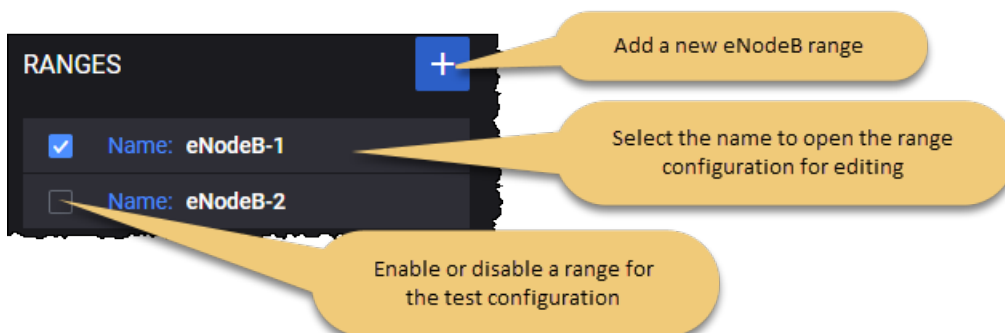 Add a new eNodeB range
RANGES
+
Select the name to open the range
configuration for editing
Name: eNodeB-1
Name: eNodeB-2
Enable or disable a range for
the test configuration